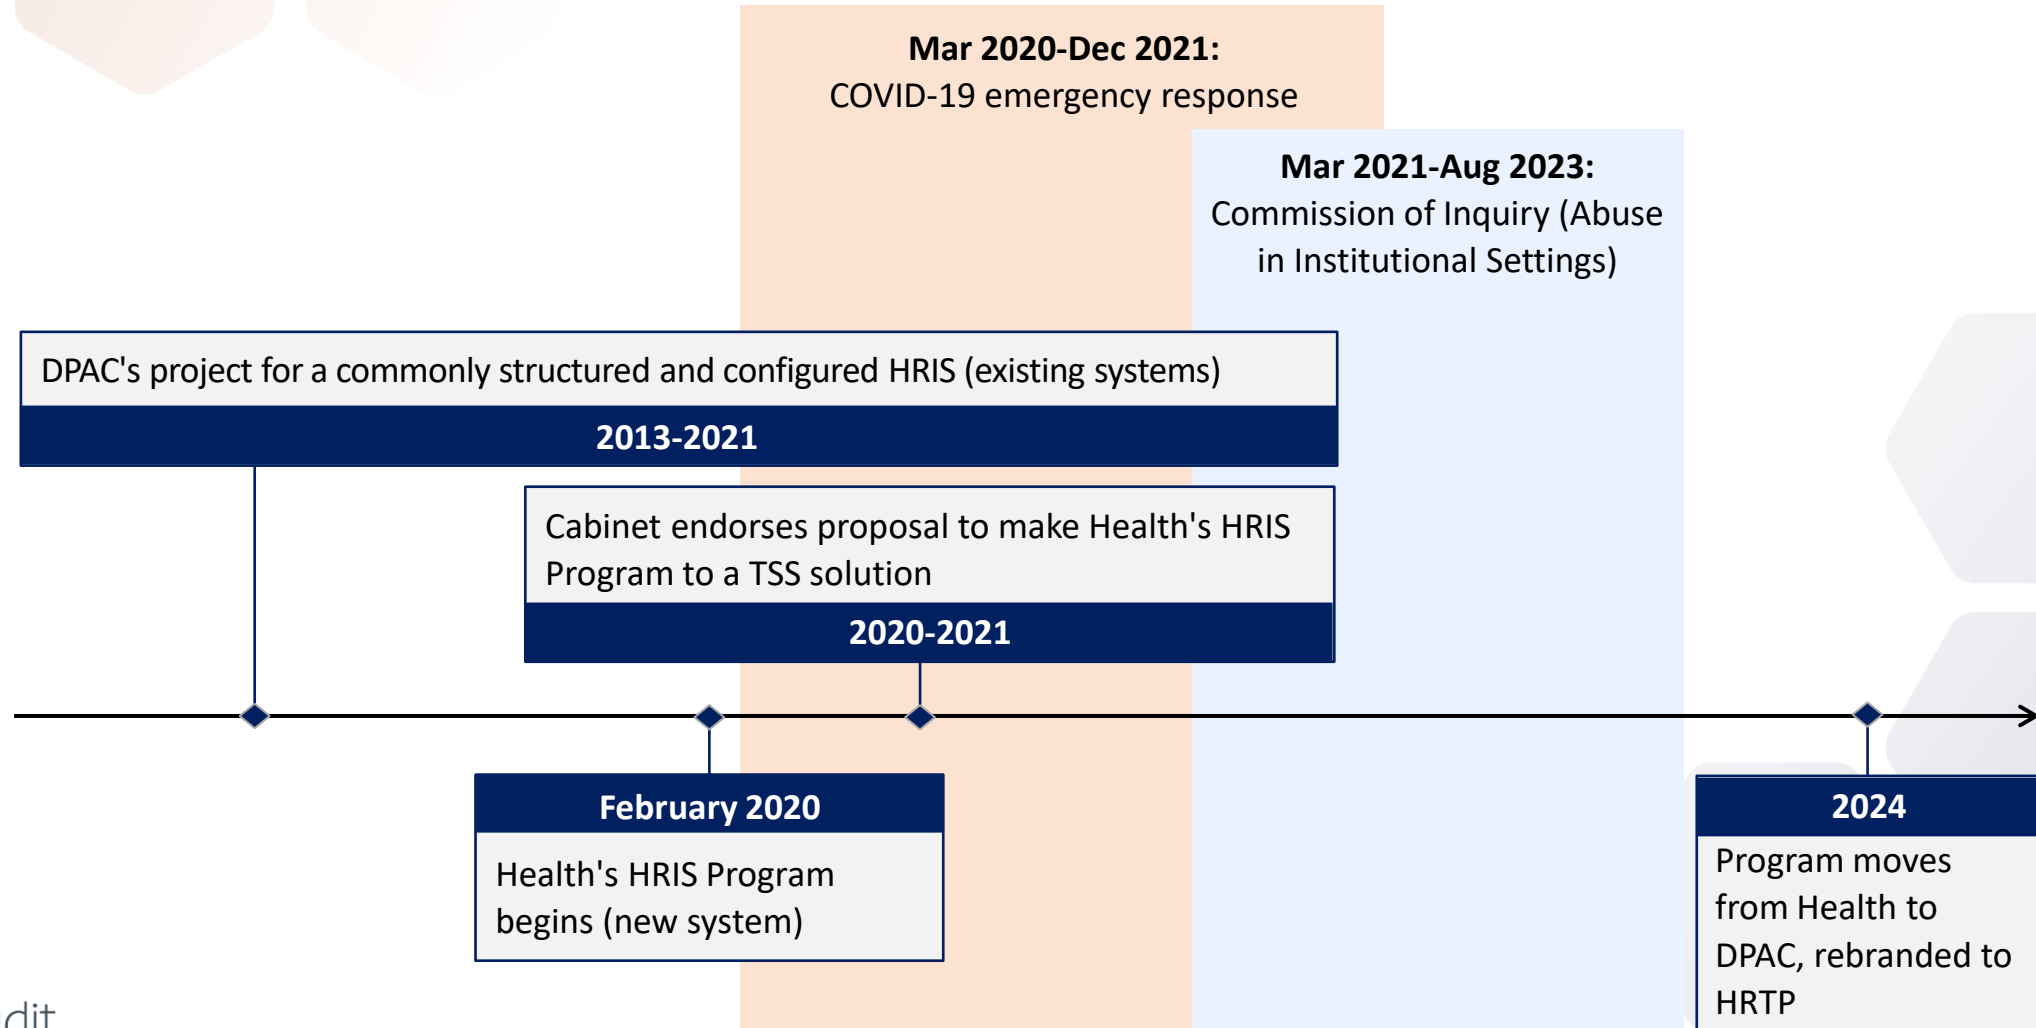 Mar 2020-Dec 2021:
COVID-19 emergency response
Mar 2021-Aug 2023:
Commission of Inquiry (Abuse
in Institutional Settings)
DPAC's project for a commonly structured and configured HRIS (existing systems)
2013-2021
Cabinet endorses proposal to make Health's HRIS
Program to a TSS solution
2020-2021
February 2020
Health's HRIS Program
begins (new system)
2024
Program moves
from Health to
DPAC, rebranded to
HRTP